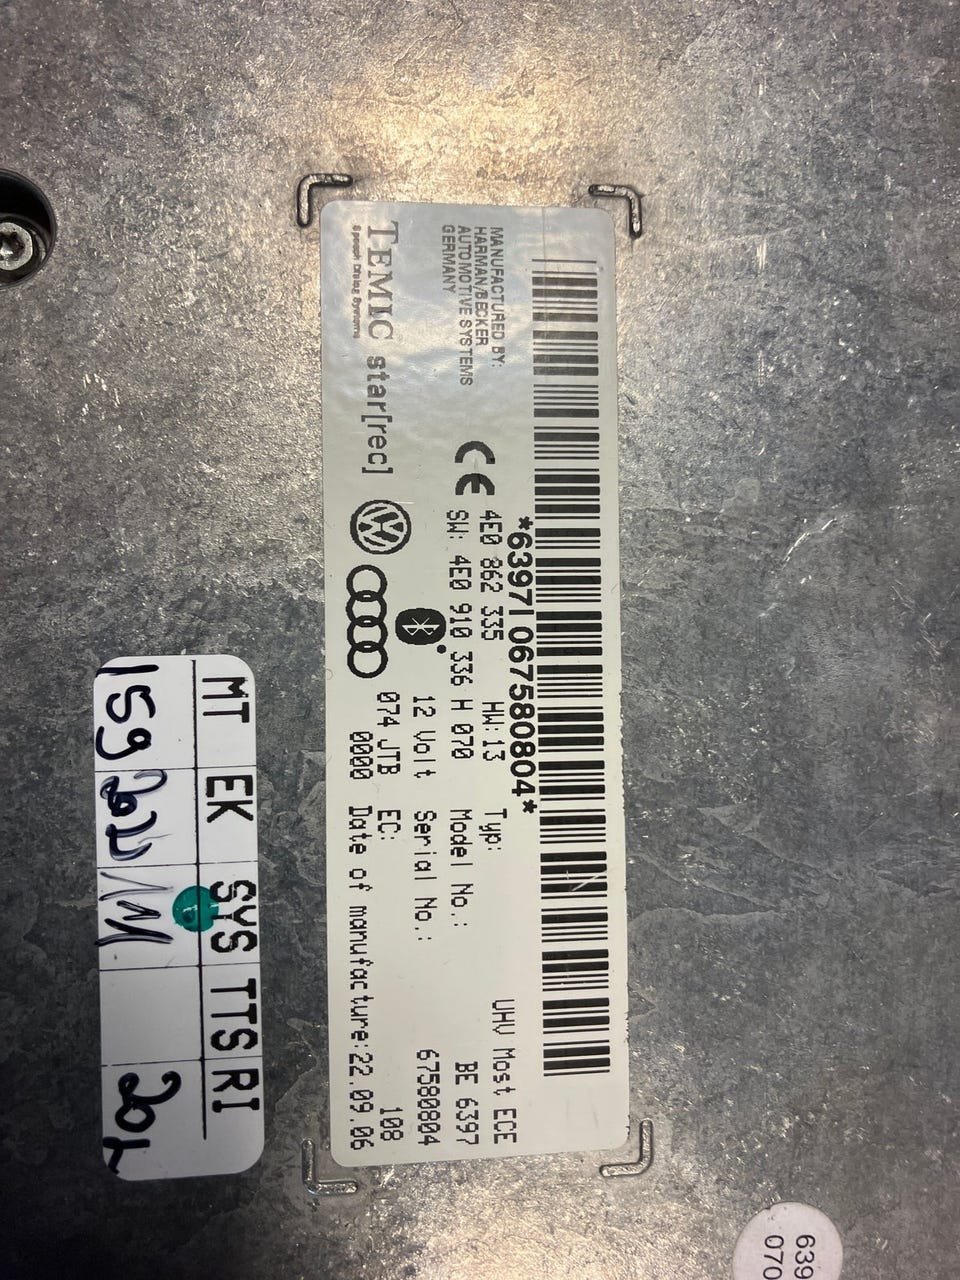 *6397I067580804*
MANUFACTURED BY:
HARMAN/BECKER
AUTOMOTIVE SYSTEMS
GERMANY
TEMIC star[rec]
Speech Dialog Systems
CE
4E0 862 335 HW:13
SW: 4E0 910 336 H 070
12 Volt
074 JTB
0000
Typ: UHV Most ECE
Model No.: BE 6397
Serial No.: 67580804
EC: 108
Date of manufacture:22.09.06
MT EK SYS TTS RI
639
070